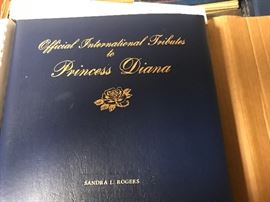 Official International Tributes
to
Princess Diana
SANDRA L. ROGERS